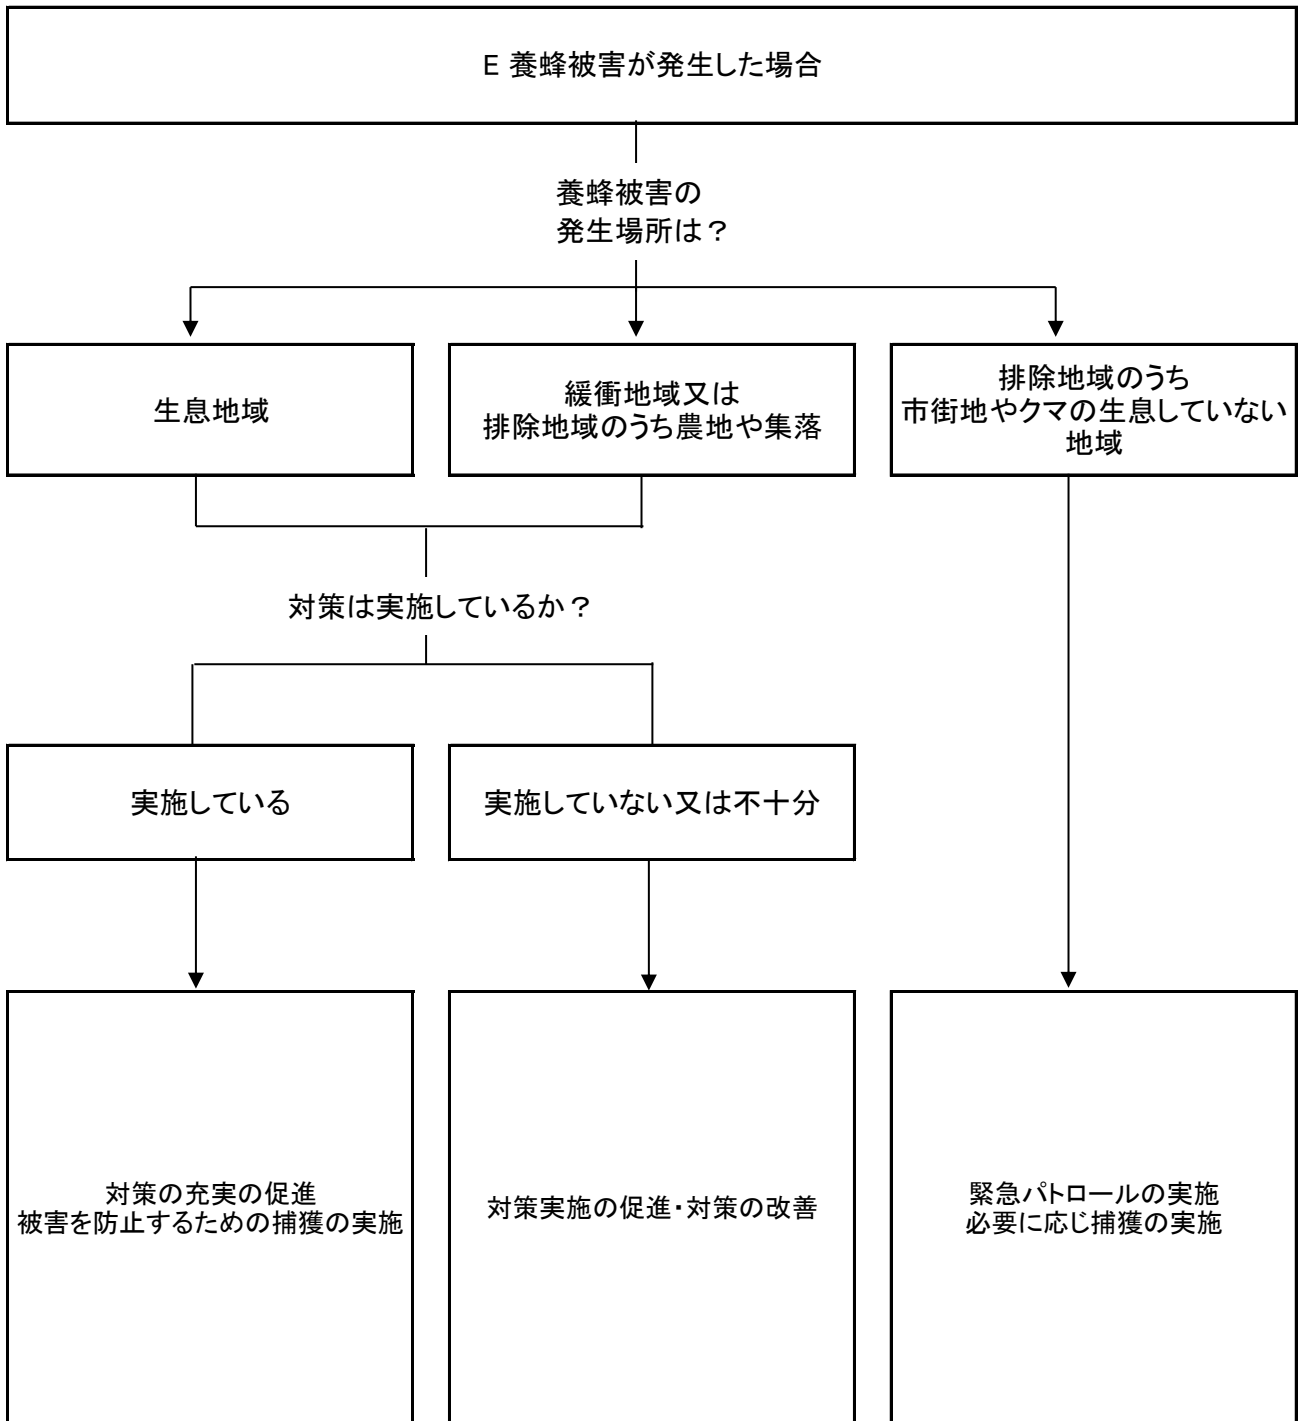 E 養蜂被害が発生した場合
養蜂被害の
発生場所は？
生息地域
緩衝地域又は
排除地域のうち農地や集落
排除地域のうち
市街地やクマの生息していない
地域
対策は実施しているか？
実施している
実施していない又は不十分
対策の充実の促進
被害を防止するための捕獲の実施
対策実施の促進・対策の改善
緊急パトロールの実施
必要に応じ捕獲の実施